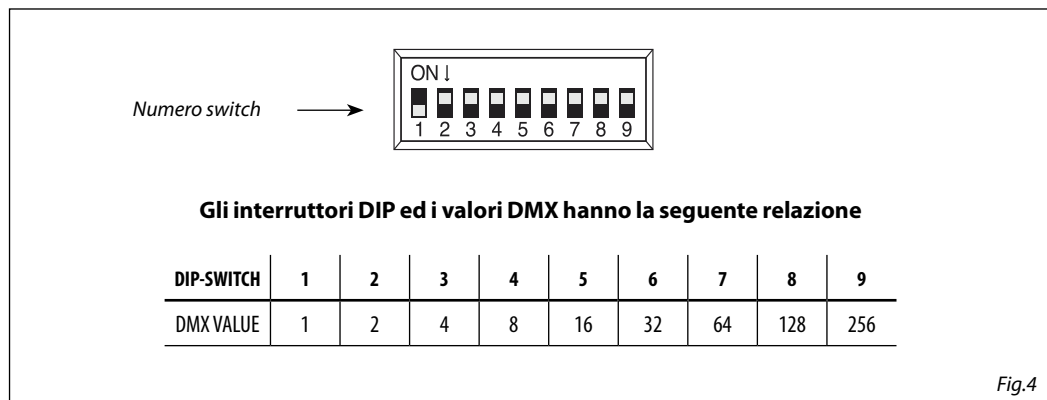 ON ↓
Numero switch
1 2 3 4 5 6 7 8 9
Gli interruttori DIP ed i valori DMX hanno la seguente relazione
DIP-SWITCH 1 2 3 4 5 6 7 8 9
DMX VALUE 1 2 4 8 16 32 64 128 256
Fig.4